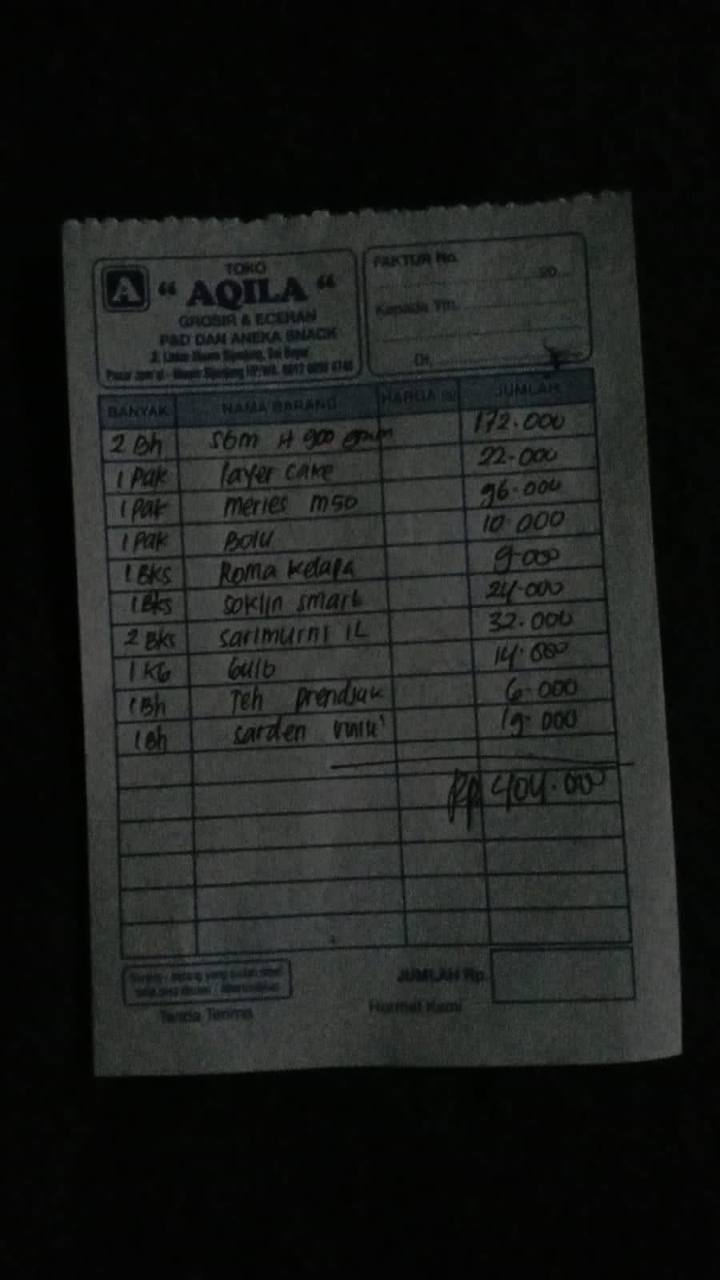 TOKO
A “ AQILA “
GROSIR & ECERAN
P&D DAN ANEKA SNACK
FAKTUR No.
20
Kepada Yth.
Di
BANYAK NAMA BARANG HARGA JUMLAH
2 Bh SGM 900 172.000
1 Pak layer cake 22.000
1 Pak meries m50 96.000
1 Pak Bolu 10.000
1 Bks Roma kelapa 9.000
1 Bks soklin smart 24.000
2 Bks sarimurni 1L 32.000
1 KG 14.000
1 Bh Teh prendjak 6.000
1 Bh sarden 19.000
Rp 404.000
JUMLAH Rp.
Tanda Terima Hormat Kami